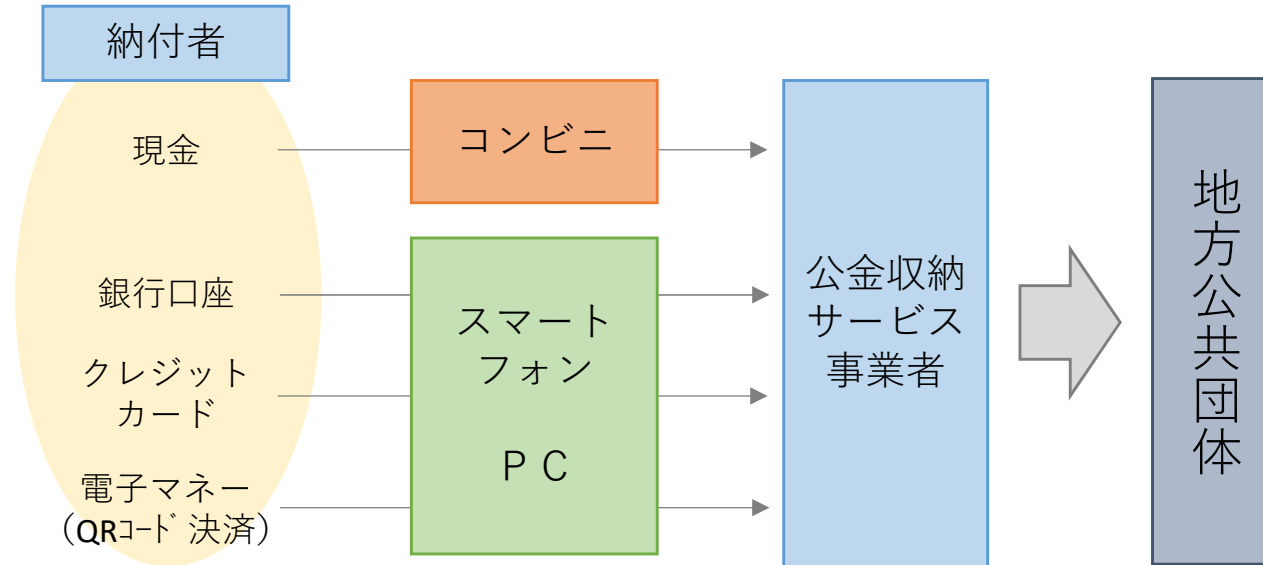 納付者
現金
銀行口座
クレジット
カード
電子マネー
（QRｺｰﾄﾞ決済）
コンビニ
スマート
フォン
ＰＣ
公金収納
サービス
事業者
地方公共団体